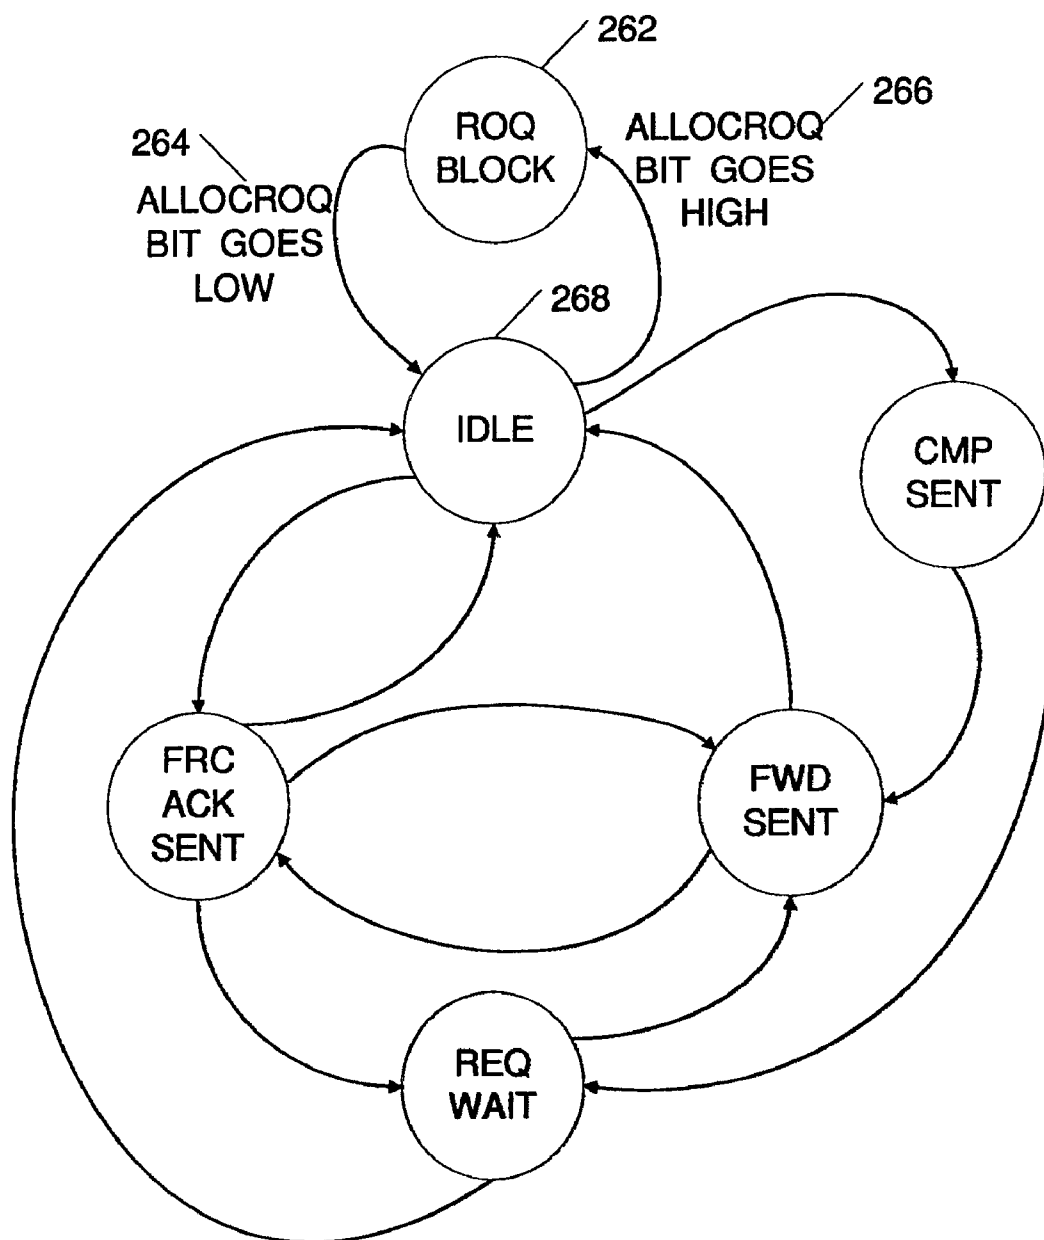 262
ROQ
BLOCK
266
ALLOCROQ
BIT GOES
HIGH
264
ALLOCROQ
BIT GOES
LOW
268
IDLE
CMP
SENT
FRC
ACK
SENT
FWD
SENT
REQ
WAIT